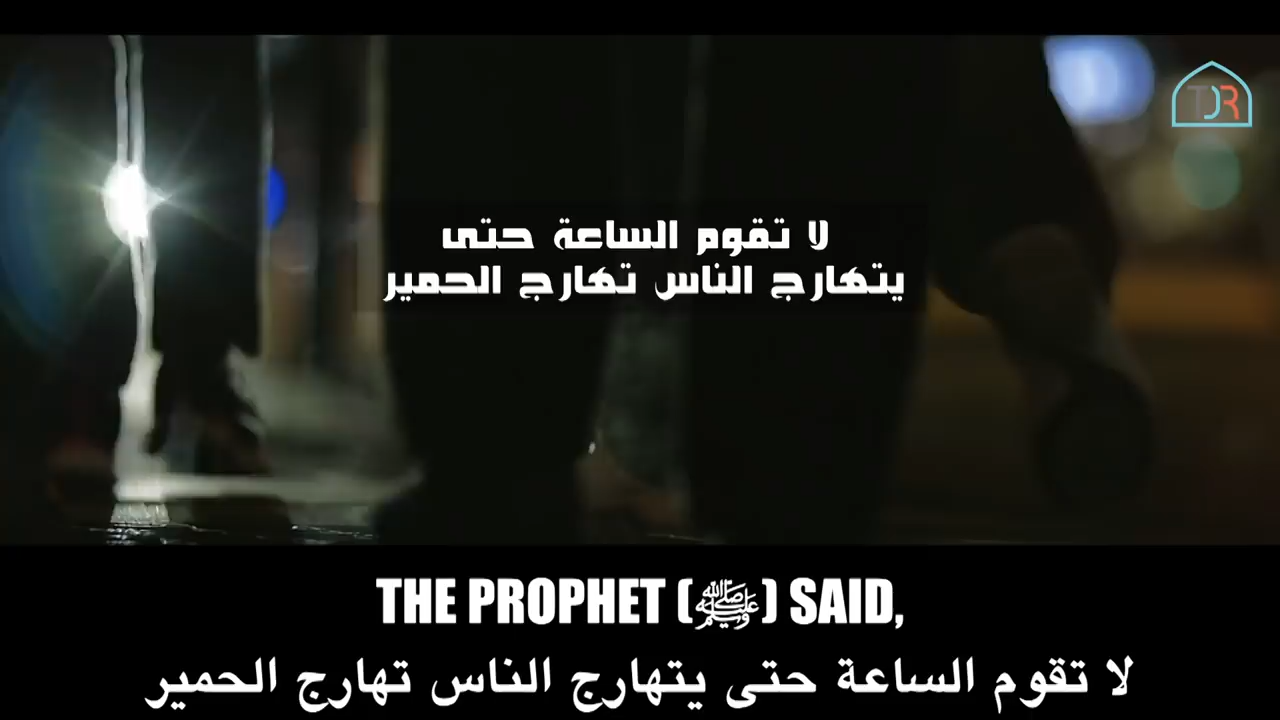 TDR
لا تقوم الساعة حتى
يتهارج الناس تهارج الحمير
THE PROPHET (ﷺ) SAID,
لا تقوم الساعة حتى يتهارج الناس تهارج الحمير